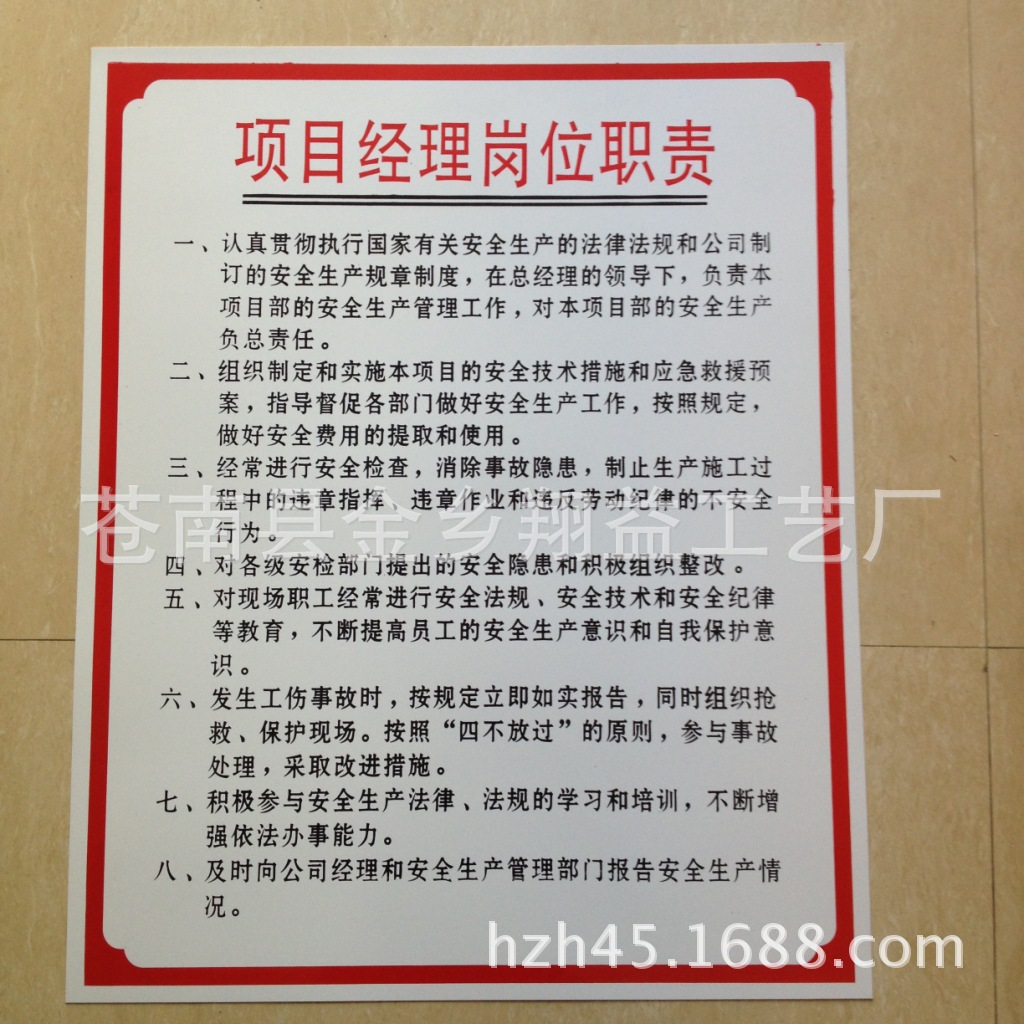 项目经理岗位职责
一、认真贯彻执行国家有关安全生产的法律法规和公司制
订的安全生产规章制度，在总经理的领导下，负责本
项目部的安全生产管理工作，对本项目部的安全生产
负总责任。
二、组织制定和实施本项目的安全技术措施和应急救援预
案，指导督促各部门做好安全生产工作，按照规定，
做好安全费用的提取和使用。
三、经常进行安全检查，消除事故隐患，制止生产施工过
程中的违章指挥、违章作业和违反劳动纪律的不安全
行为。
苍南县金乡翔益工艺厂
四、对各级安检部门提出的安全隐患和积极组织整改。
五、对现场职工经常进行安全法规、安全技术和安全纪律
等教育，不断提高员工的安全生产意识和自我保护意
识。
六、发生工伤事故时，按规定立即如实报告，同时组织抢
救、保护现场。按照“四不放过”的原则，参与事故
处理，采取改进措施。
七、积极参与安全生产法律、法规的学习和培训，不断增
强依法办事能力。
八、及时向公司经理和安全生产管理部门报告安全生产情
况。
hzh45.1688.com